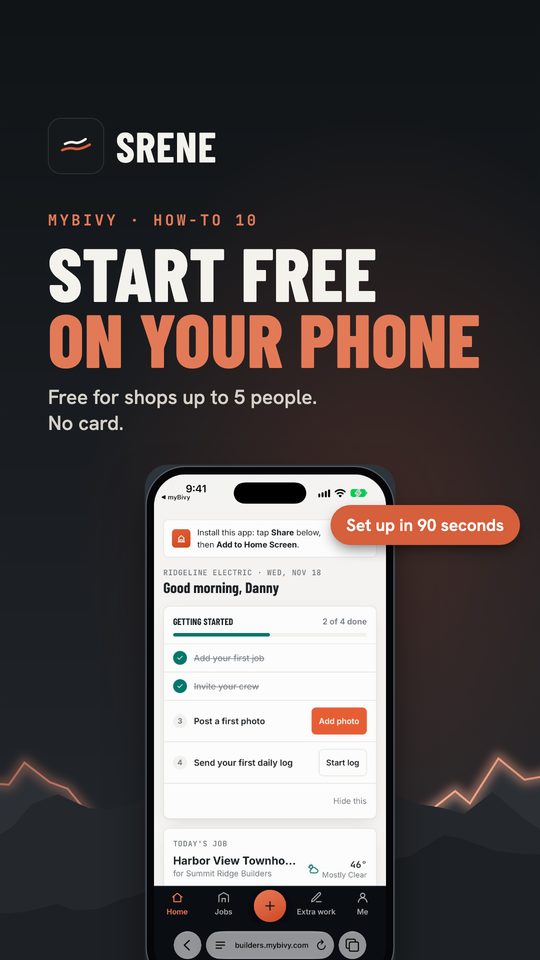 SRENE
MYBIVY · HOW-TO 10
START FREE
ON YOUR PHONE
Free for shops up to 5 people.
No card.
9:41
◀ myBivy
Set up in 90 seconds
Install this app: tap Share below,
then Add to Home Screen.
RIDGELINE ELECTRIC · WED, NOV 18
Good morning, Danny
GETTING STARTED
2 of 4 done
Add your first job
Invite your crew
3 Post a first photo
Add photo
4 Send your first daily log
Start log
Hide this
TODAY'S JOB
Harbor View Townho...
46°
for Summit Ridge Builders
Mostly Clear
Home
Jobs
+
Extra work
Me
builders.mybivy.com